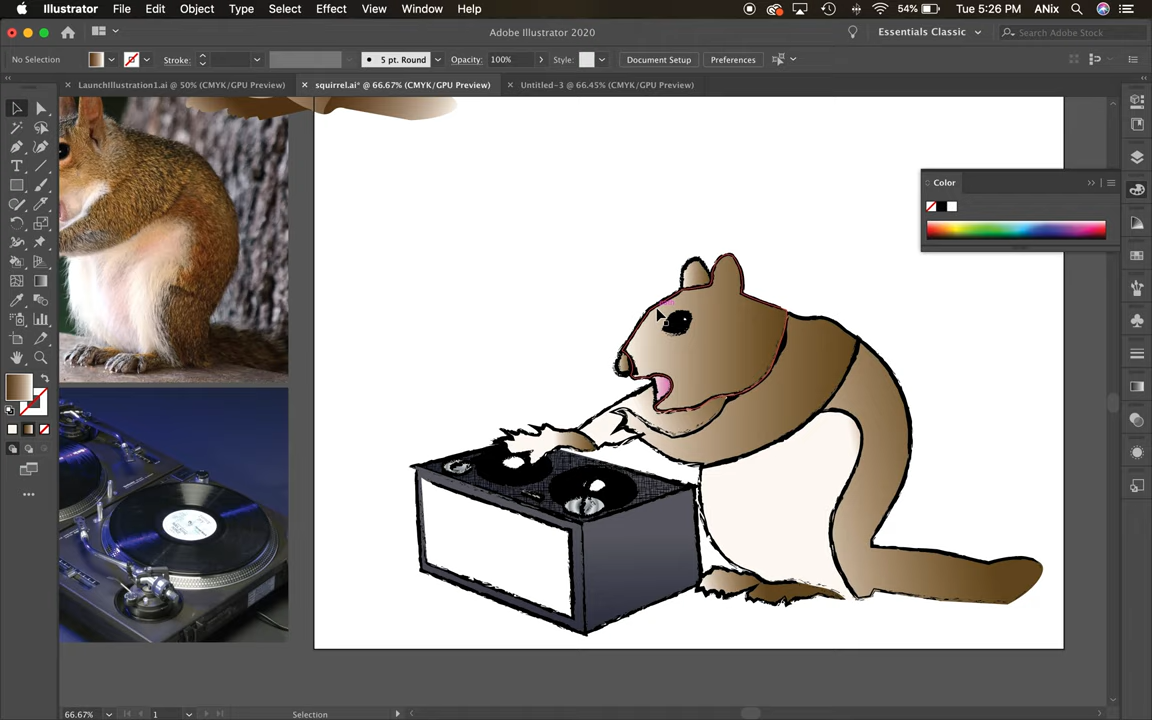 Illustrator File Edit Object Type Select Effect View Window Help 54% Tue 5:26 PM ANix
Adobe Illustrator 2020 Essentials Classic Search Adobe Stock
No Selection Stroke: 5 pt. Round Opacity: 100% Style: Document Setup Preferences
LaunchIllustration1.ai @ 50% (CMYK/GPU Preview) squirrel.ai* @ 66.67% (CMYK/GPU Preview) Untitled-3 @ 66.45% (CMYK/GPU Preview)
Color
66.67% 1 Selection